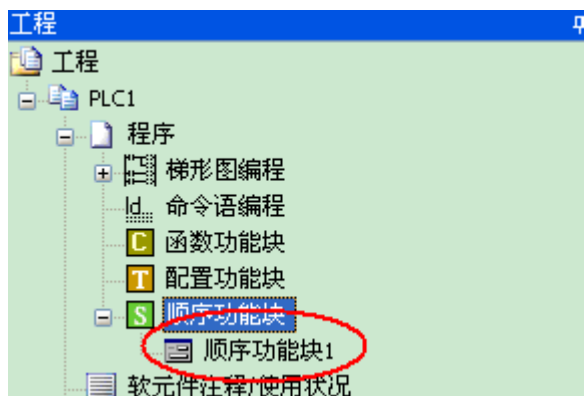 工程
工程
PLC1
程序
梯形图编程
ld... 命令语编程
C 函数功能块
T 配置功能块
S 顺序功能块
顺序功能块1
软元件注释/使用状况